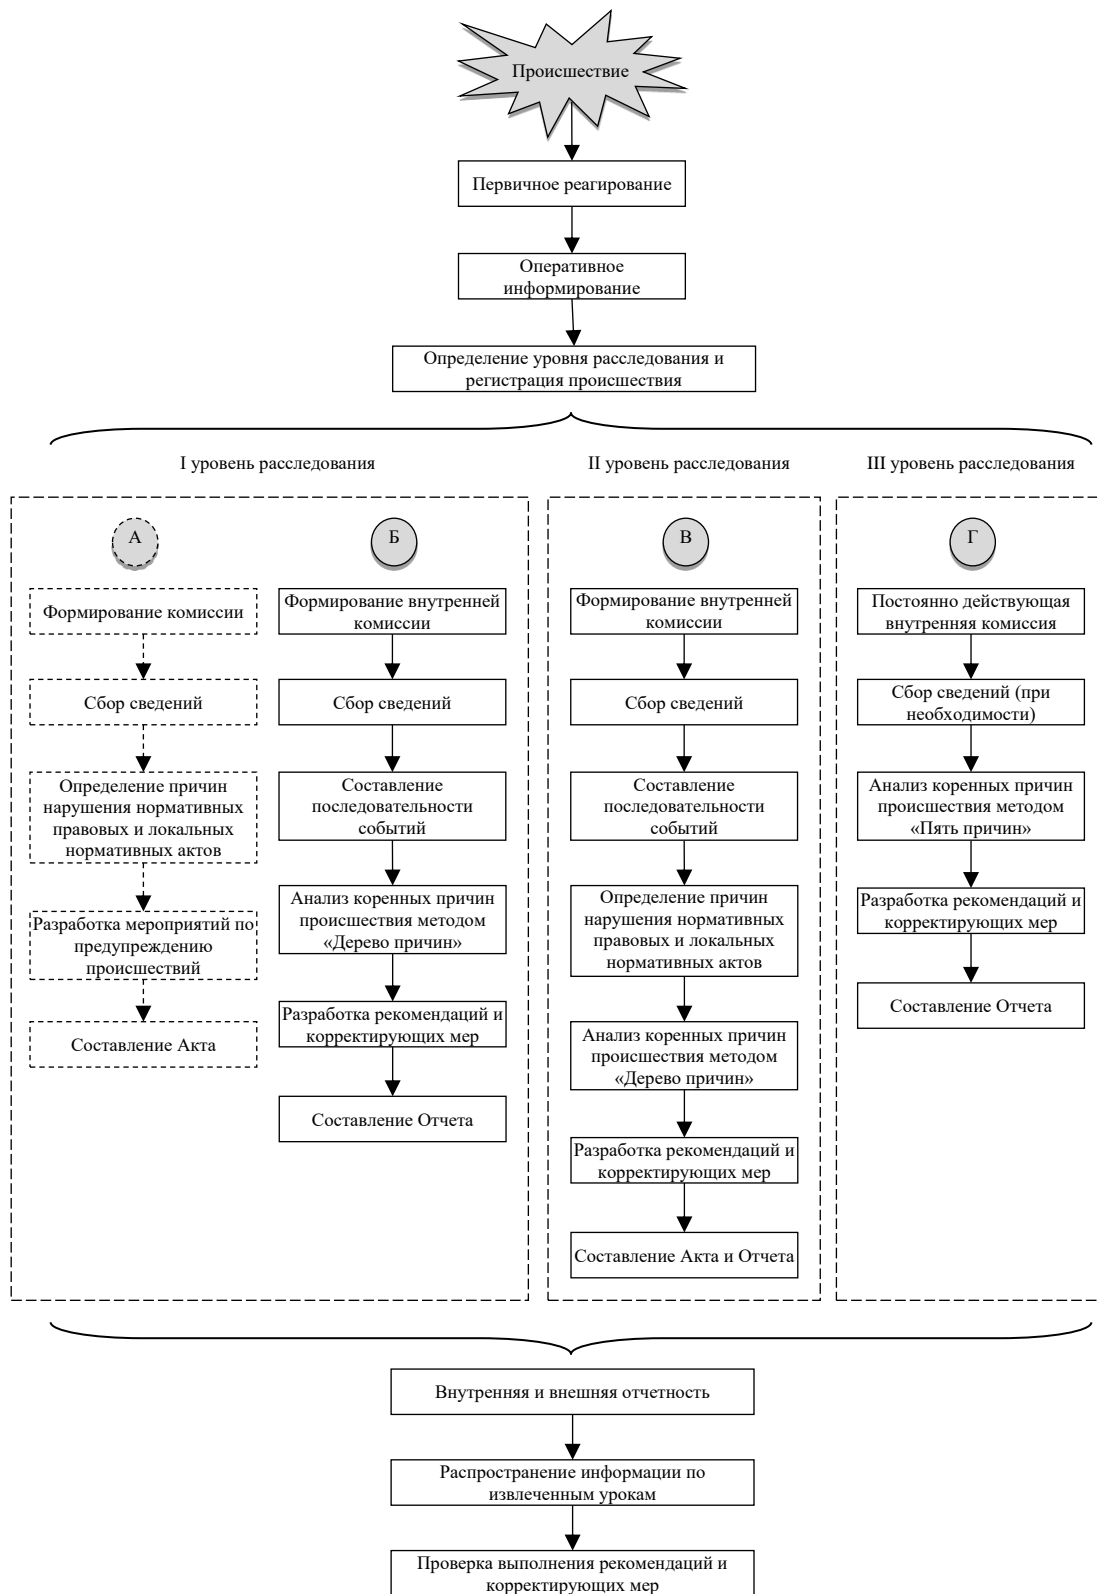 Происшествие
Первичное реагирование
Оперативное
информирование
Определение уровня расследования и
регистрация происшествия
I уровень расследования
II уровень расследования
III уровень расследования
А
Формирование комиссии
Сбор сведений
Определение причин
нарушения нормативных
правовых и локальных
нормативных актов
Разработка мероприятий по
предупреждению
происшествий
Составление Акта
Б
Формирование внутренней
комиссии
Сбор сведений
Составление
последовательности
событий
Анализ коренных причин
происшествия методом
«Дерево причин»
Разработка рекомендаций и
корректирующих мер
Составление Отчета
В
Формирование внутренней
комиссии
Сбор сведений
Составление
последовательности
событий
Определение причин
нарушения нормативных
правовых и локальных
нормативных актов
Анализ коренных причин
происшествия методом
«Дерево причин»
Разработка рекомендаций и
корректирующих мер
Составление Акта и Отчета
Г
Постоянно действующая
внутренняя комиссия
Сбор сведений (при
необходимости)
Анализ коренных причин
происшествия методом
«Пять причин»
Разработка рекомендаций и
корректирующих мер
Составление Отчета
Внутренняя и внешняя отчетность
Распространение информации по
извлеченным урокам
Проверка выполнения рекомендаций и
корректирующих мер